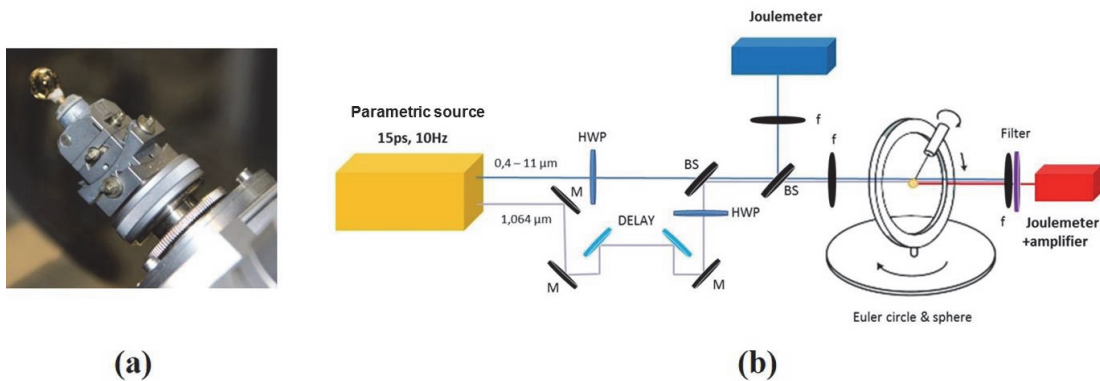 Joulemeter
Parametric source
15ps, 10Hz
HWP
f
0,4 – 11 µm
M
BS
BS
f
Filter
1,064 µm
DELAY
HWP
f
Joulemeter
+amplifier
M
M
Euler circle & sphere
(a)
(b)